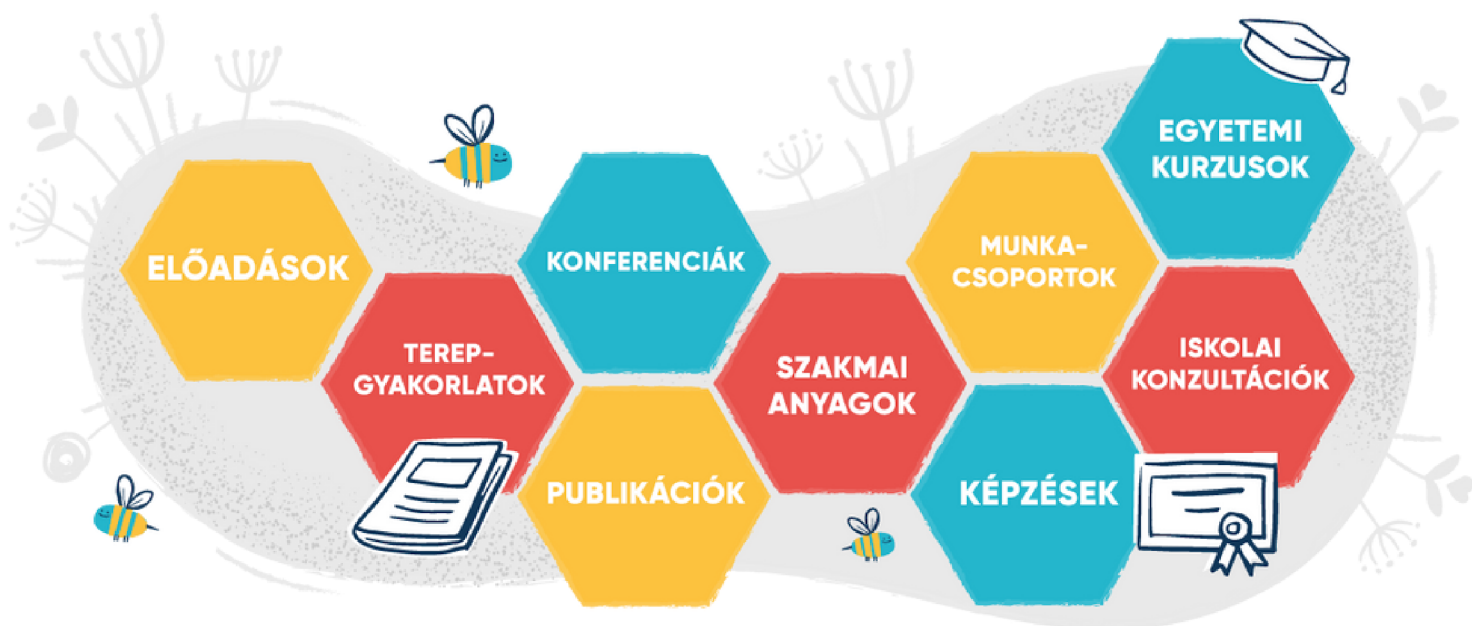 ELŐADÁSOK
TEREP-
GYAKORLATOK
KONFERENCIÁK
PUBLIKÁCIÓK
SZAKMAI
ANYAGOK
MUNKA-
CSOPORTOK
KÉPZÉSEK
EGYETEMI
KURZUSOK
ISKOLAI
KONZULTÁCIÓK